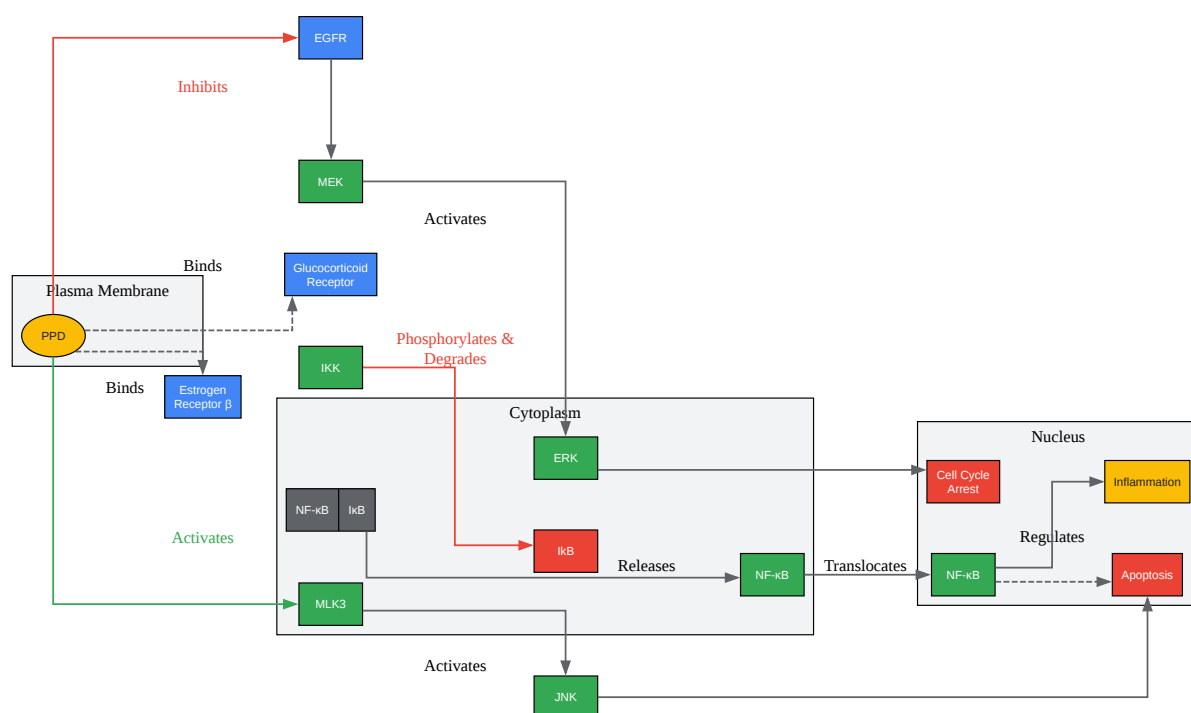 EGFR
Inhibits
MEK
Activates
Binds
Glucocorticoid
Receptor
Plasma Membrane
PPD
Phosphorylates &
Degrades
IKK
Binds
Estrogen
Receptor β
Cytoplasm
Nucleus
ERK
Cell Cycle
Arrest
Inflammation
NF-κB
IκB
Activates
Regulates
IkB
Releases
NF-κB
Translocates
NF-κB
Apoptosis
MLK3
Activates
JNK